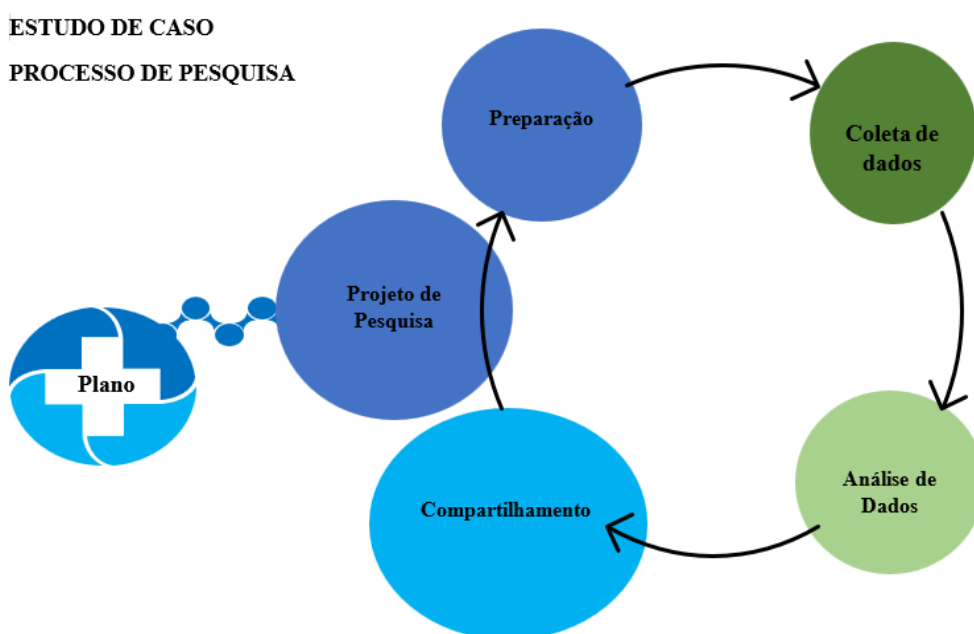 ESTUDO DE CASO
PROCESSO DE PESQUISA
Preparação
Coleta de
dados
Projeto de
Pesquisa
Plano
Análise de
Dados
Compartilhamento